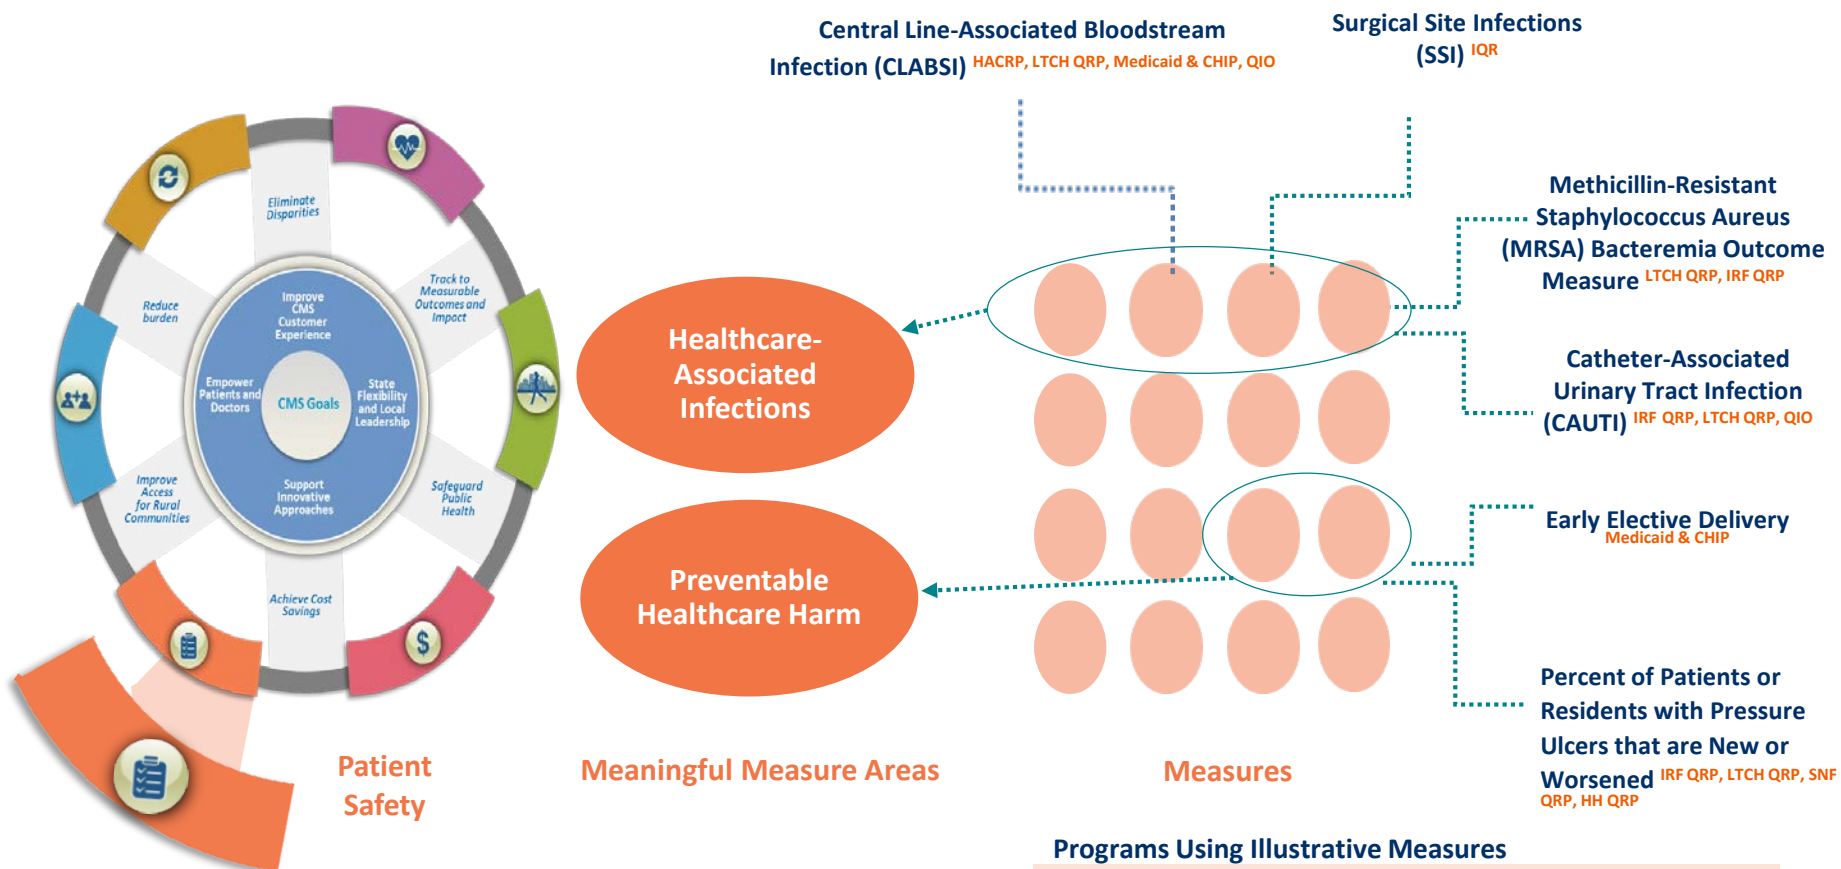 Central Line-Associated Bloodstream
Infection (CLABSI) HACRP, LTCH QRP, Medicaid & CHIP, QIO
Surgical Site Infections
(SSI) IQR
Methicillin-Resistant
Staphylococcus Aureus
(MRSA) Bacteremia Outcome
Measure LTCH QRP, IRF QRP
Catheter-Associated
Urinary Tract Infection
(CAUTI) IRF QRP, LTCH QRP, QIO
Early Elective Delivery
Medicaid & CHIP
Percent of Patients or
Residents with Pressure
Ulcers that are New or
Worsened IRF QRP, LTCH QRP, SNF
QRP, HH QRP
Eliminate
Disparities
Track to
Measurable
Outcomes and
Impact
Reduce
burden
Improve
CMS
Customer
Experience
Empower
Patients and
Doctors
CMS Goals
State
Flexibility
and Local
Leadership
Support
Innovative
Approaches
Improve
Access
for Rural
Communities
Safeguard
Public
Health
Achieve Cost
Savings
$
Healthcare-
Associated
Infections
Preventable
Healthcare Harm
Patient
Safety
Meaningful Measure Areas
Measures
Programs Using Illustrative Measures